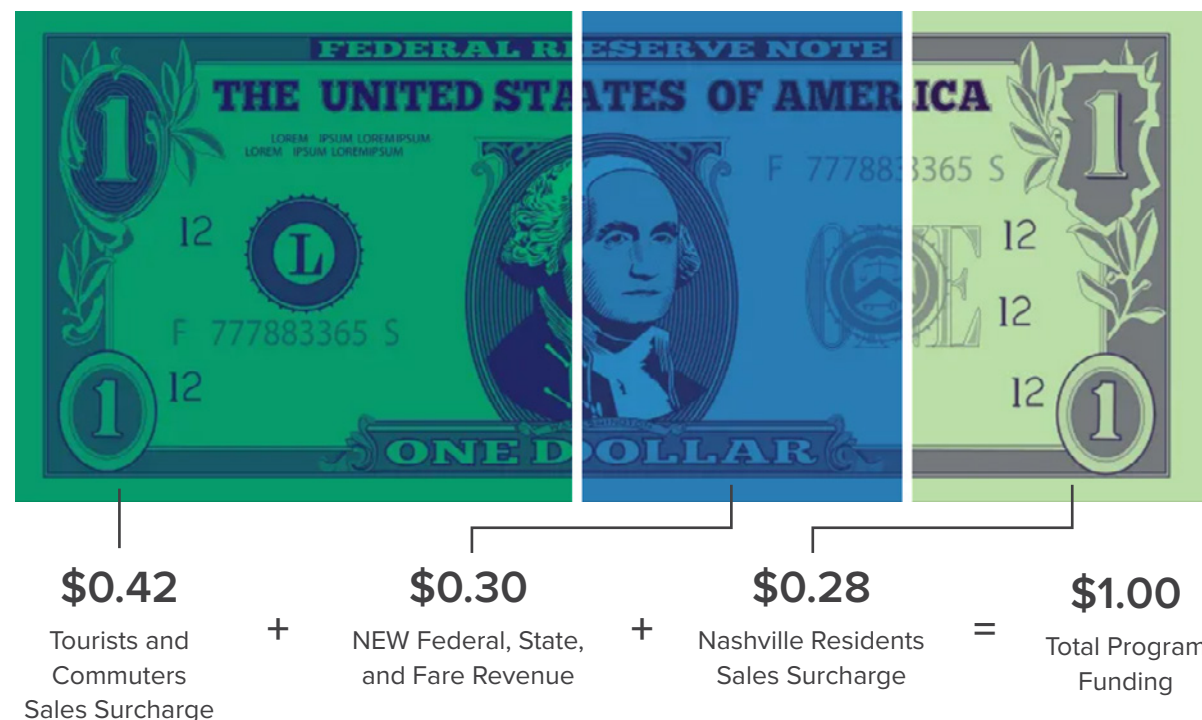 FEDERAL RESERVE NOTE
THE UNITED STATES OF AMERICA
1
1
LOREM IPSUM LOREMIPSUM
LOREM IPSUM LOREMIPSUM
F 777883365 S
12
L
12
12
F 777883365 S
12
12
1
1
ONE DOLLAR
$0.42
Tourists and
Commuters
Sales Surcharge
+
$0.30
NEW Federal, State,
and Fare Revenue
+
$0.28
Nashville Residents
Sales Surcharge
=
$1.00
Total Program
Funding